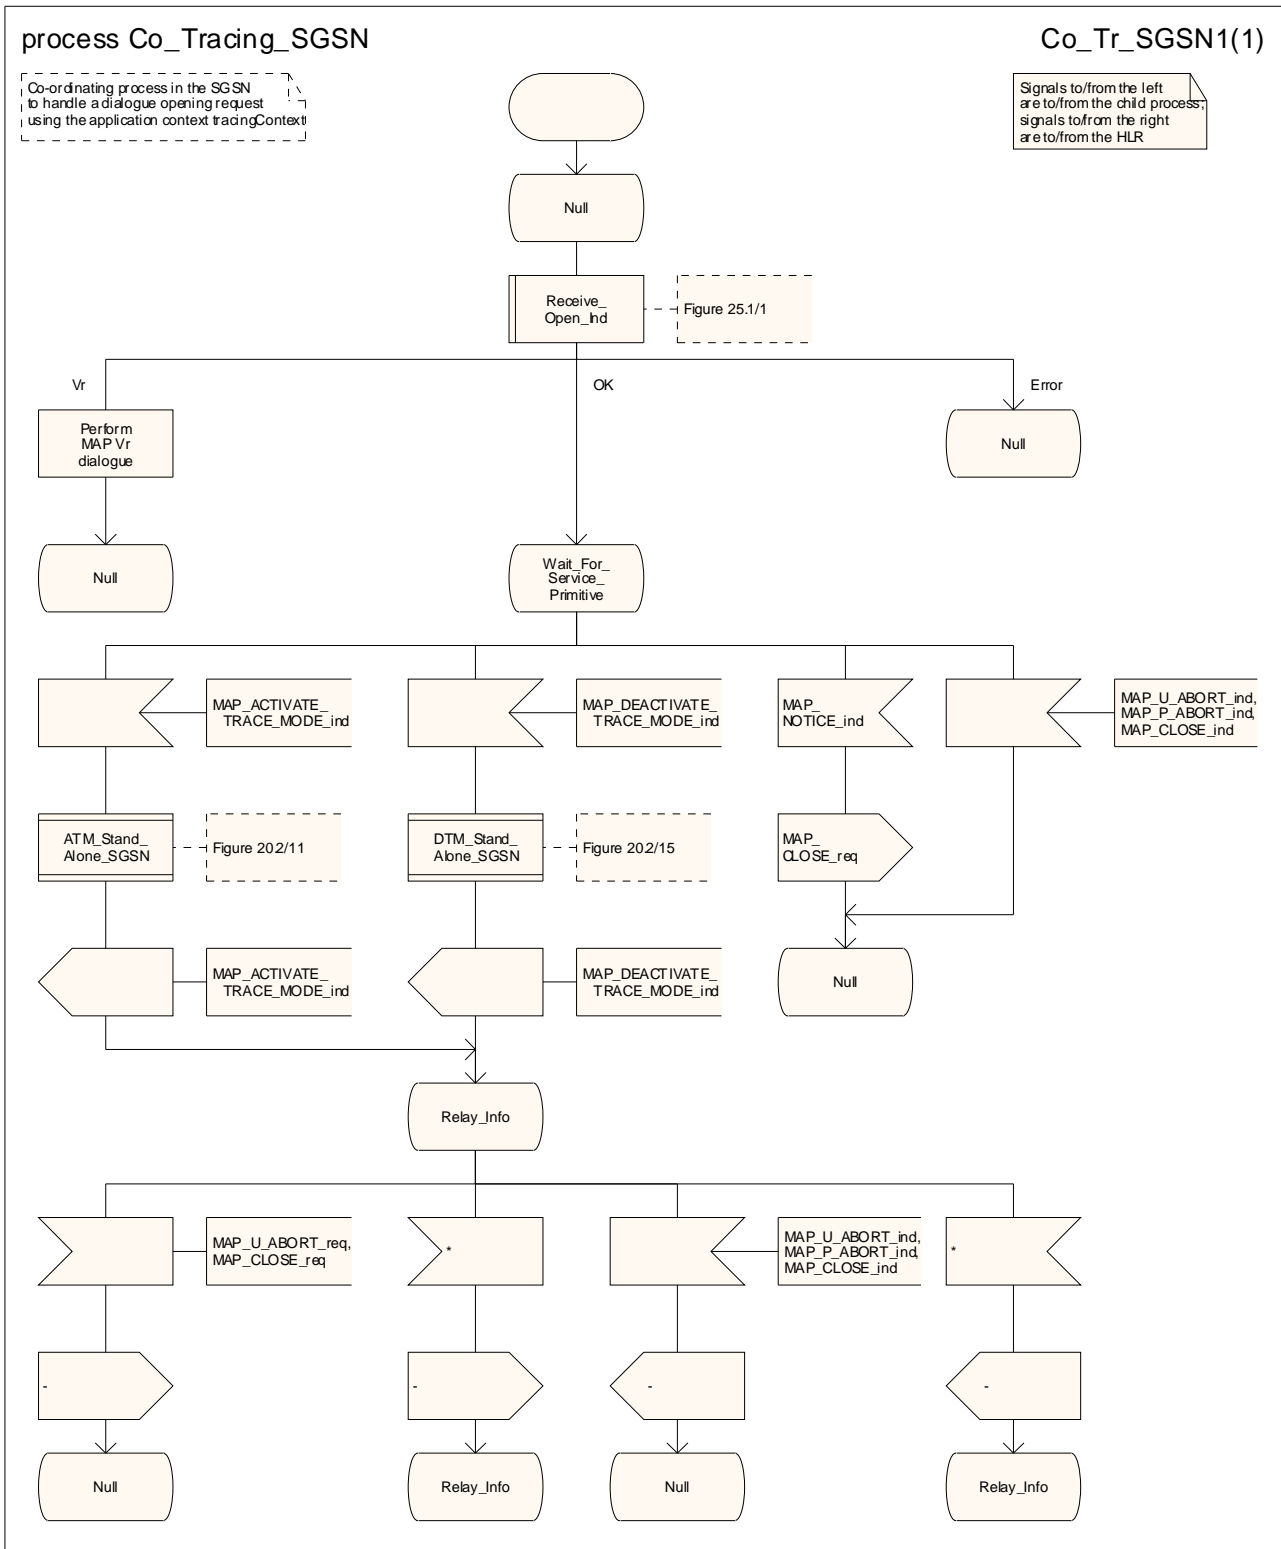 process Co_Tracing_SGSN
Co_Tr_SGSN1(1)
Co-ordinating process in the SGSN
to handle a dialogue opening request
using the application context tracingContext
Signals to/from the left
are to/from the child process;
signals to/from the right
are to/from the HLR
Null
Receive_
Open_Ind
Figure 25.1/1
Vr
OK
Error
Perform
MAP Vr
dialogue
Null
Null
Wait_For_
Service_
Primitive
MAP_ACTIVATE_
TRACE_MODE_ind
MAP_DEACTIVATE_
TRACE_MODE_ind
MAP_
NOTICE_ind
MAP_U_ABORT_ind,
MAP_P_ABORT_ind,
MAP_CLOSE_ind
ATM_Stand_
Alone_SGSN
Figure 20.2/11
DTM_Stand_
Alone_SGSN
Figure 20.2/15
MAP_
CLOSE_req
MAP_ACTIVATE_
TRACE_MODE_ind
MAP_DEACTIVATE_
TRACE_MODE_ind
Null
Relay_Info
MAP_U_ABORT_req,
MAP_CLOSE_req
*
MAP_U_ABORT_ind,
MAP_P_ABORT_ind,
MAP_CLOSE_ind
*
-
-
-
-
Null
Relay_Info
Null
Relay_Info